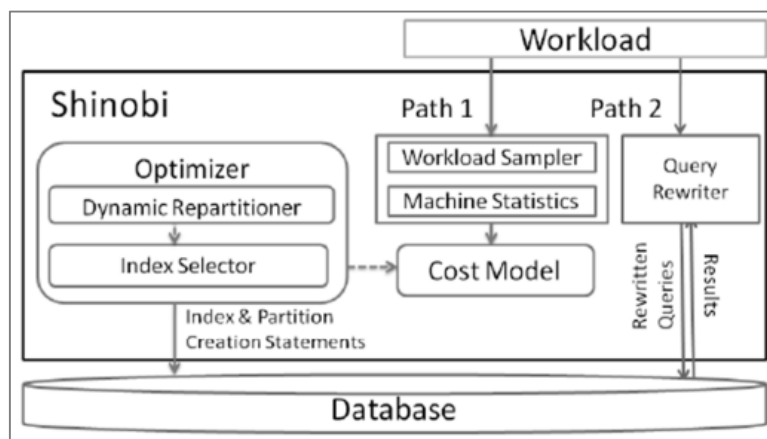 Workload
Shinobi
Path 1
Path 2
Optimizer
Dynamic Repartitioner
Index Selector
Workload Sampler
Machine Statistics
Cost Model
Query
Rewriter
Index & Partition
Creation Statements
Rewritten
Queries
Results
Database